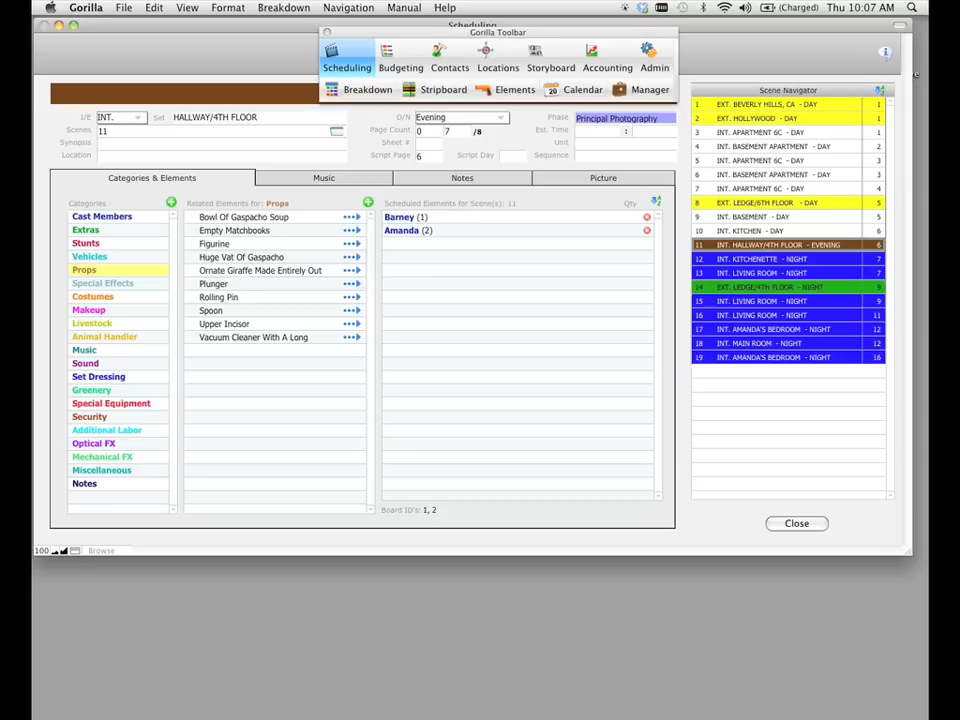 Gorilla File Edit View Format Breakdown Navigation Manual Help (Charged) Thu 10:07 AM
Scheduling
Gorilla Toolbar
Scheduling Budgeting Contacts Locations Storyboard Accounting Admin
Breakdown Stripboard Elements 20 Calendar Manager
I/E INT. Set HALLWAY/4TH FLOOR D/N Evening Phase Principal Photography
Scenes 11 Page Count 0 7 /8 Est. Time :
Synopsis Sheet # Unit
Location Script Page 6 Script Day Sequence
Categories & Elements Music Notes Picture
Categories Related Elements for: Props Scheduled Elements for Scene(s): 11 Qty
Cast Members Bowl Of Gaspacho Soup Barney (1)
Extras Empty Matchbooks Amanda (2)
Stunts Figurine
Vehicles Huge Vat Of Gaspacho
Props Ornate Giraffe Made Entirely Out
Special Effects Plunger
Costumes Rolling Pin
Makeup Spoon
Livestock Upper Incisor
Animal Handler Vacuum Cleaner With A Long
Music
Sound
Set Dressing
Greenery
Special Equipment
Security
Additional Labor
Optical FX
Mechanical FX
Miscellaneous
Notes
Board ID's: 1, 2
Scene Navigator
1 EXT. BEVERLY HILLS, CA - DAY 1
2 EXT. HOLLYWOOD - DAY 1
3 INT. APARTMENT 6C - DAY 1
4 INT. BASEMENT APARTMENT - DAY 2
5 INT. APARTMENT 6C - DAY 3
6 INT. BASEMENT APARTMENT - DAY 3
7 INT. APARTMENT 6C - DAY 4
8 EXT. LEDGE/6TH FLOOR - DAY 5
9 INT. BASEMENT - DAY 5
10 INT. KITCHEN - DAY 6
11 INT. HALLWAY/4TH FLOOR - EVENING 6
12 INT. KITCHENETTE - NIGHT 7
13 INT. LIVING ROOM - NIGHT 7
14 EXT. LEDGE/4TH FLOOR - NIGHT 9
15 INT. LIVING ROOM - NIGHT 9
16 INT. LIVING ROOM - NIGHT 11
17 INT. AMANDA'S BEDROOM - NIGHT 12
18 INT. MAIN ROOM - NIGHT 12
19 INT. AMANDA'S BEDROOM - NIGHT 16
Close
100 Browse